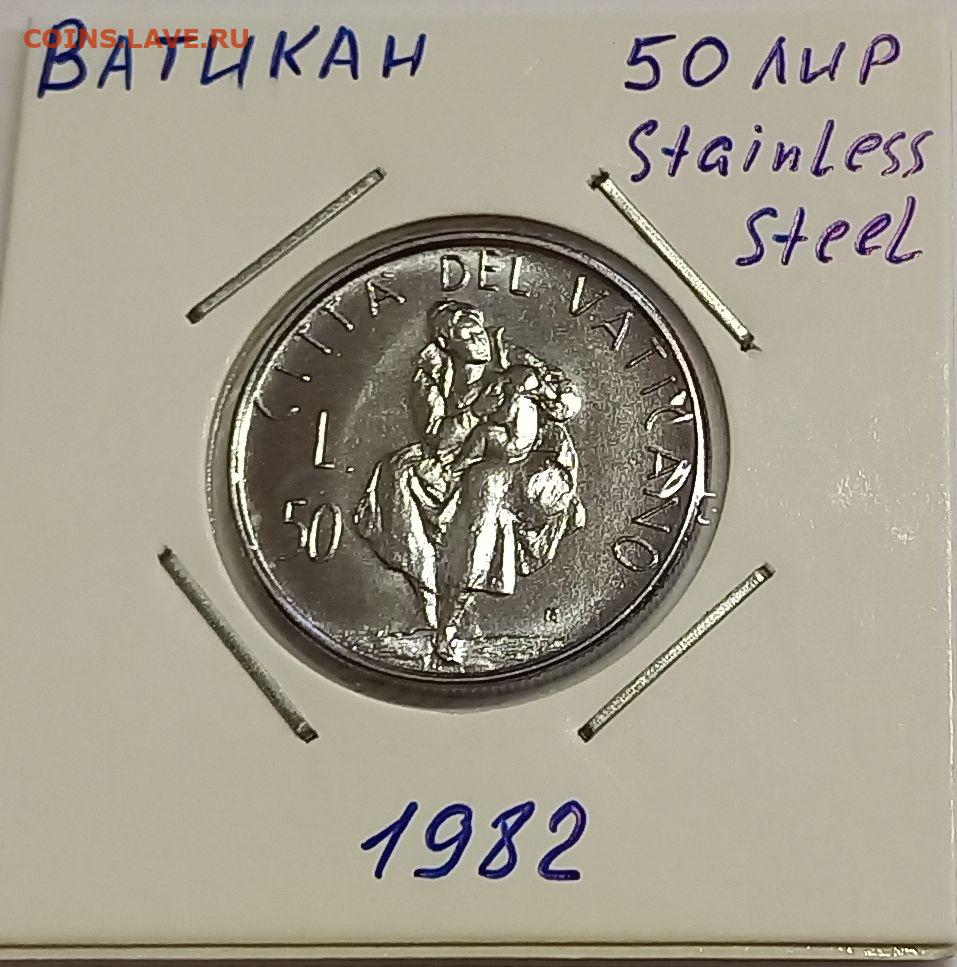 COINS.LAVE.RU
ВАТИКАН
50 ЛИР
Stainless
Steel
CITTA' DEL VATICANO
L.
50
1982